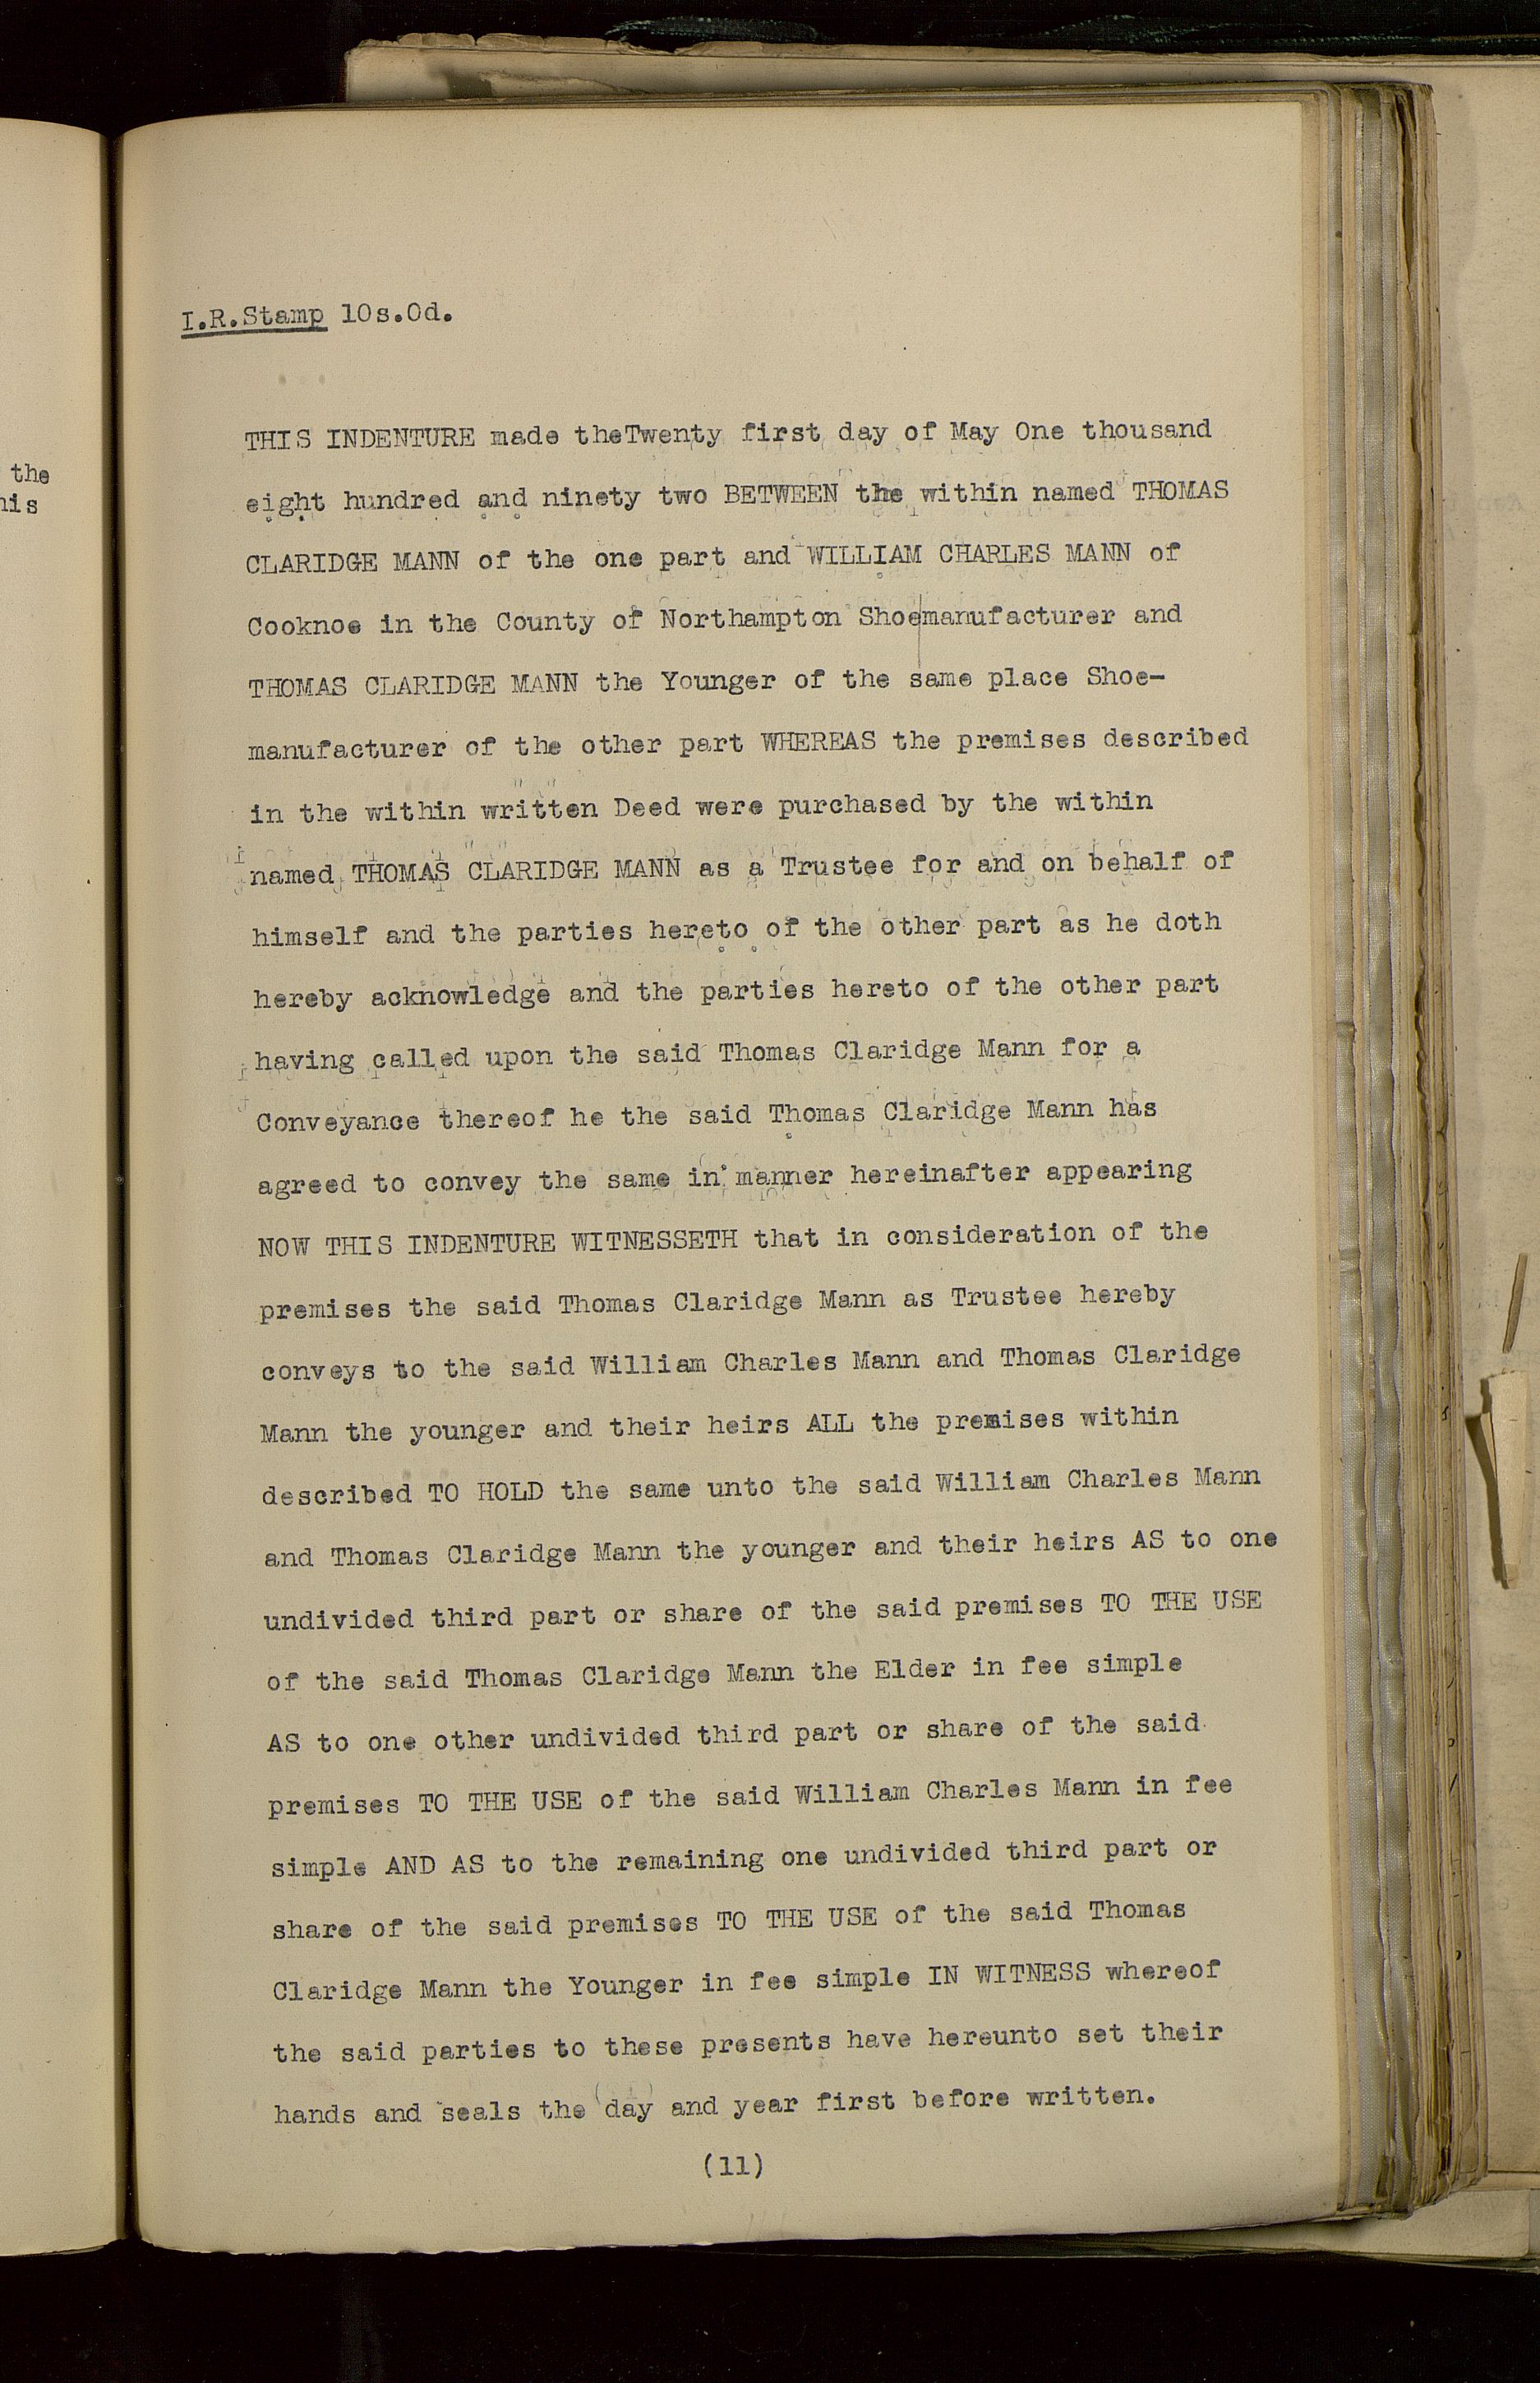 the
his
I.R.Stamp 10s.0d.
THIS INDENTURE made theTwenty first day of May One thousand
eight hundred and ninety two BETWEEN the within named THOMAS
CLARIDGE MANN of the one part and WILLIAM CHARLES MANN of
Cooknoe in the County of Northampton Shoe|manufacturer and
THOMAS CLARIDGE MANN the Younger of the same place Shoe-
manufacturer of the other part WHEREAS the premises described
in the within written Deed were purchased by the within
named THOMAS CLARIDGE MANN as a Trustee for and on behalf of
himself and the parties hereto of the other part as he doth
hereby acknowledge and the parties hereto of the other part
having called upon the said Thomas Claridge Mann for a
Conveyance thereof he the said Thomas Claridge Mann has
agreed to convey the same in manner hereinafter appearing
NOW THIS INDENTURE WITNESSETH that in consideration of the
premises the said Thomas Claridge Mann as Trustee hereby
conveys to the said William Charles Mann and Thomas Claridge
Mann the younger and their heirs ALL the premises within
described TO HOLD the same unto the said William Charles Mann
and Thomas Claridge Mann the younger and their heirs AS to one
undivided third part or share of the said premises TO THE USE
of the said Thomas Claridge Mann the Elder in fee simple
AS to one other undivided third part or share of the said
premises TO THE USE of the said William Charles Mann in fee
simple AND AS to the remaining one undivided third part or
share of the said premises TO THE USE of the said Thomas
Claridge Mann the Younger in fee simple IN WITNESS whereof
the said parties to these presents have hereunto set their
hands and seals the day and year first before written.
(11)